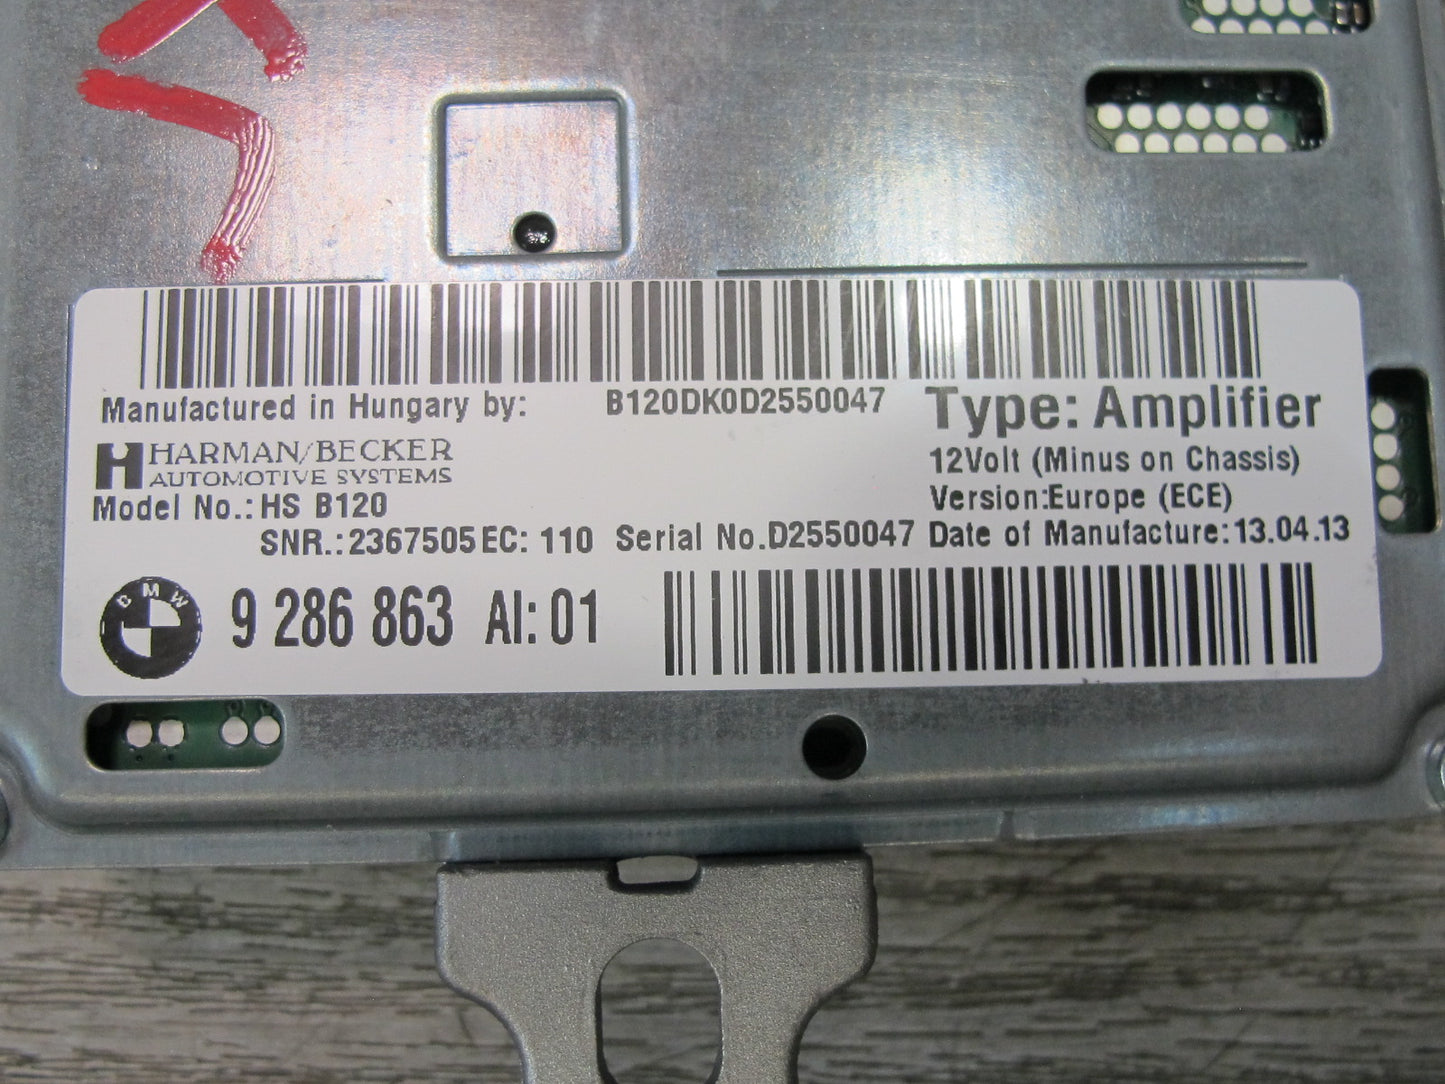 Manufactured in Hungary by: B120DK0D2550047 Type: Amplifier
HARMAN/BECKER
AUTOMOTIVE SYSTEMS
12Volt (Minus on Chassis)
Model No.: HS B120
Version:Europe (ECE)
SNR.: 2367505 EC: 110 Serial No.D2550047 Date of Manufacture: 13.04.13
BMW
9 286 863 AI: 01